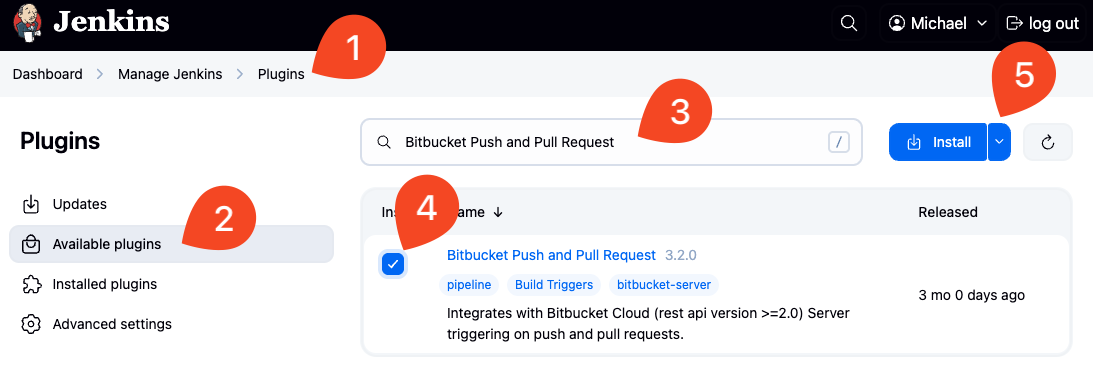 Jenkins
Michael
log out
1
Dashboard
Manage Jenkins
Plugins
5
Plugins
3
Bitbucket Push and Pull Request
/
Install
Updates
2
4
Ins ame ↓
Released
Available plugins
Bitbucket Push and Pull Request 3.2.0
Installed plugins
pipeline
Build Triggers
bitbucket-server
3 mo 0 days ago
Integrates with Bitbucket Cloud (rest api version >=2.0) Server
Advanced settings
triggering on push and pull requests.